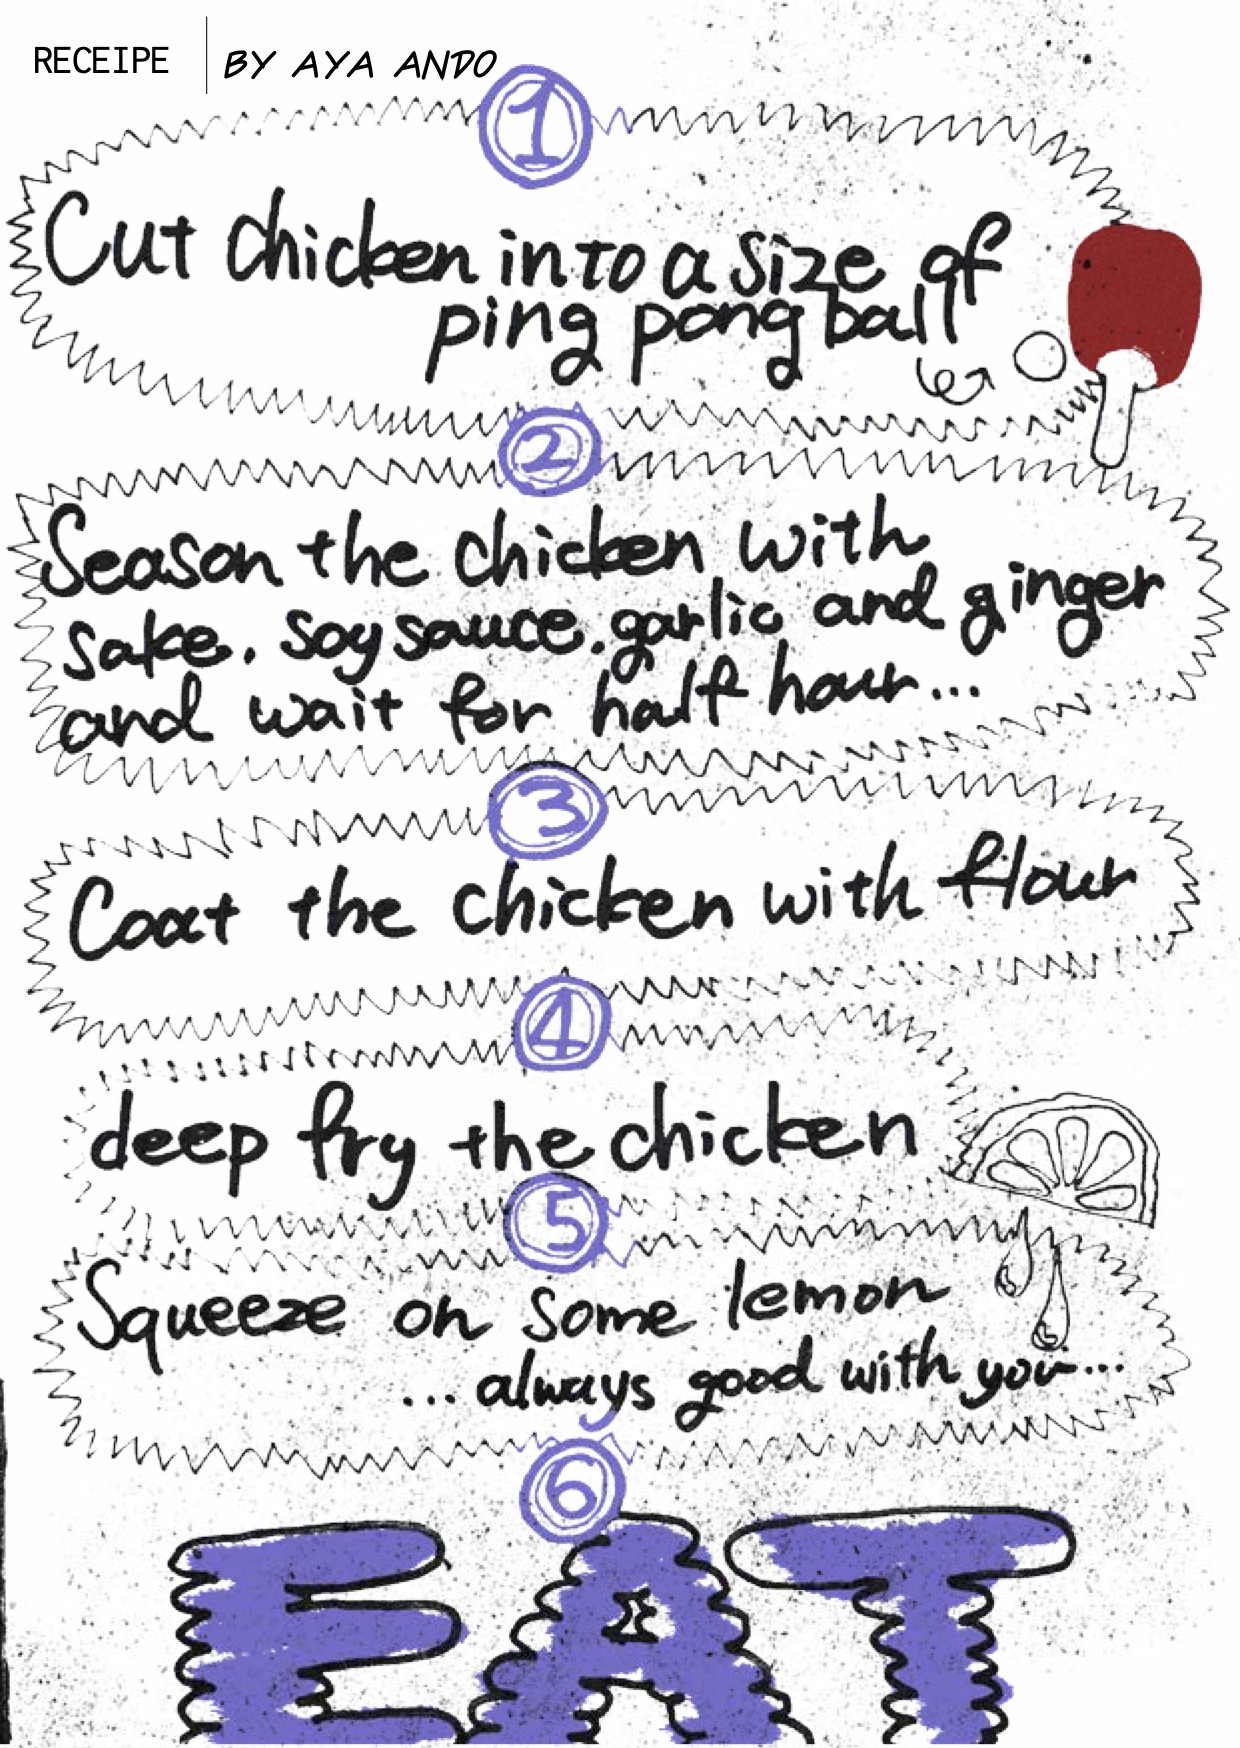 RECEIPE
BY AYA ANDO
1
Cut chicken into a size of
ping pong ball
2
Season the chicken with
sake, soy sauce, garlic and ginger
and wait for half hour...
3
Coat the chicken with flour
4
deep fry the chicken
5
Squeeze on some lemon
...always good with you...
6
EAT